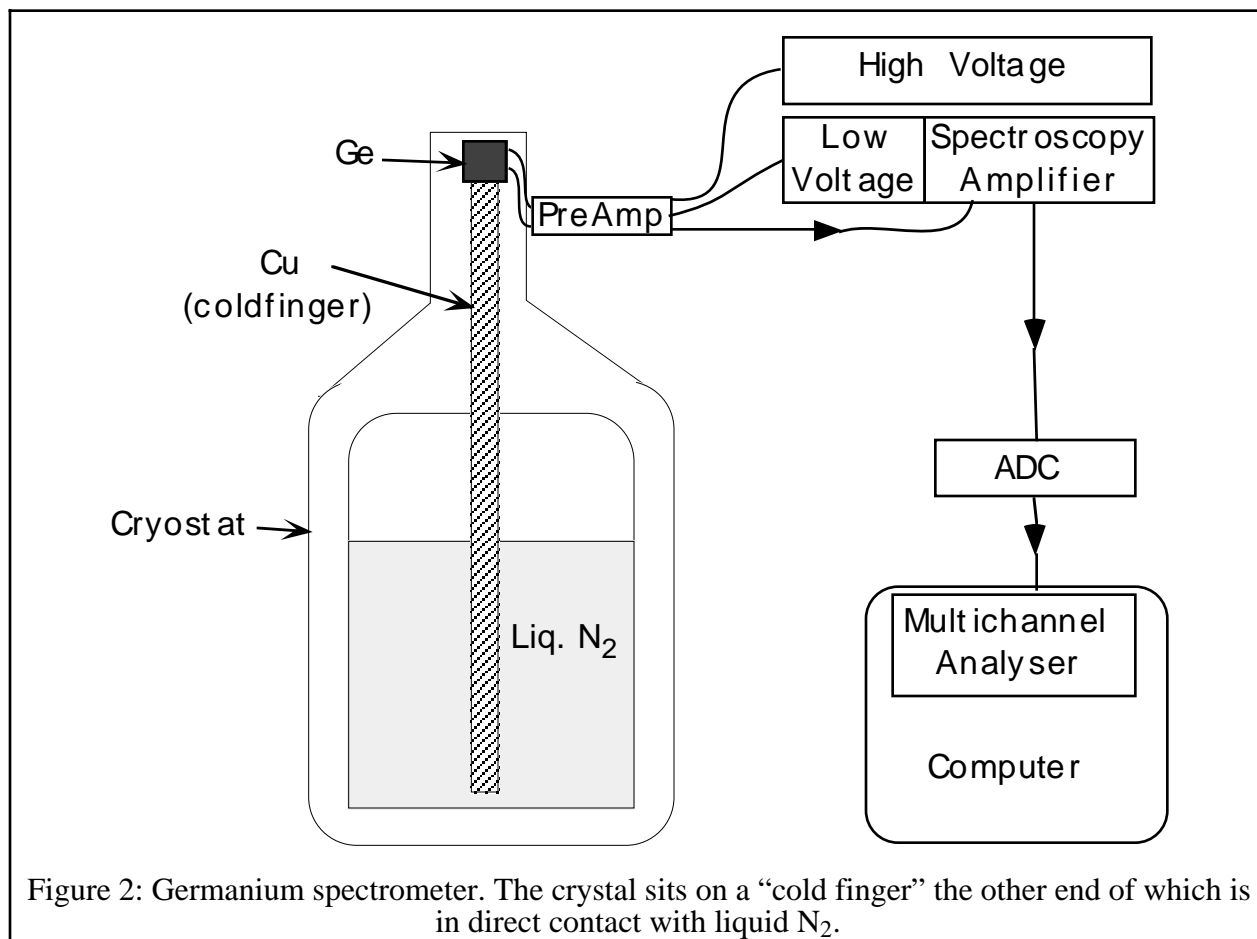 High Voltage
Low
Voltage
Spectroscopy
Amplifier
Ge
PreAmp
Cu
(coldfinger)
ADC
Cryostat
Liq. N2
Multichannel
Analyser
Computer
Figure 2: Germanium spectrometer. The crystal sits on a “cold finger” the other end of which is
in direct contact with liquid N2.